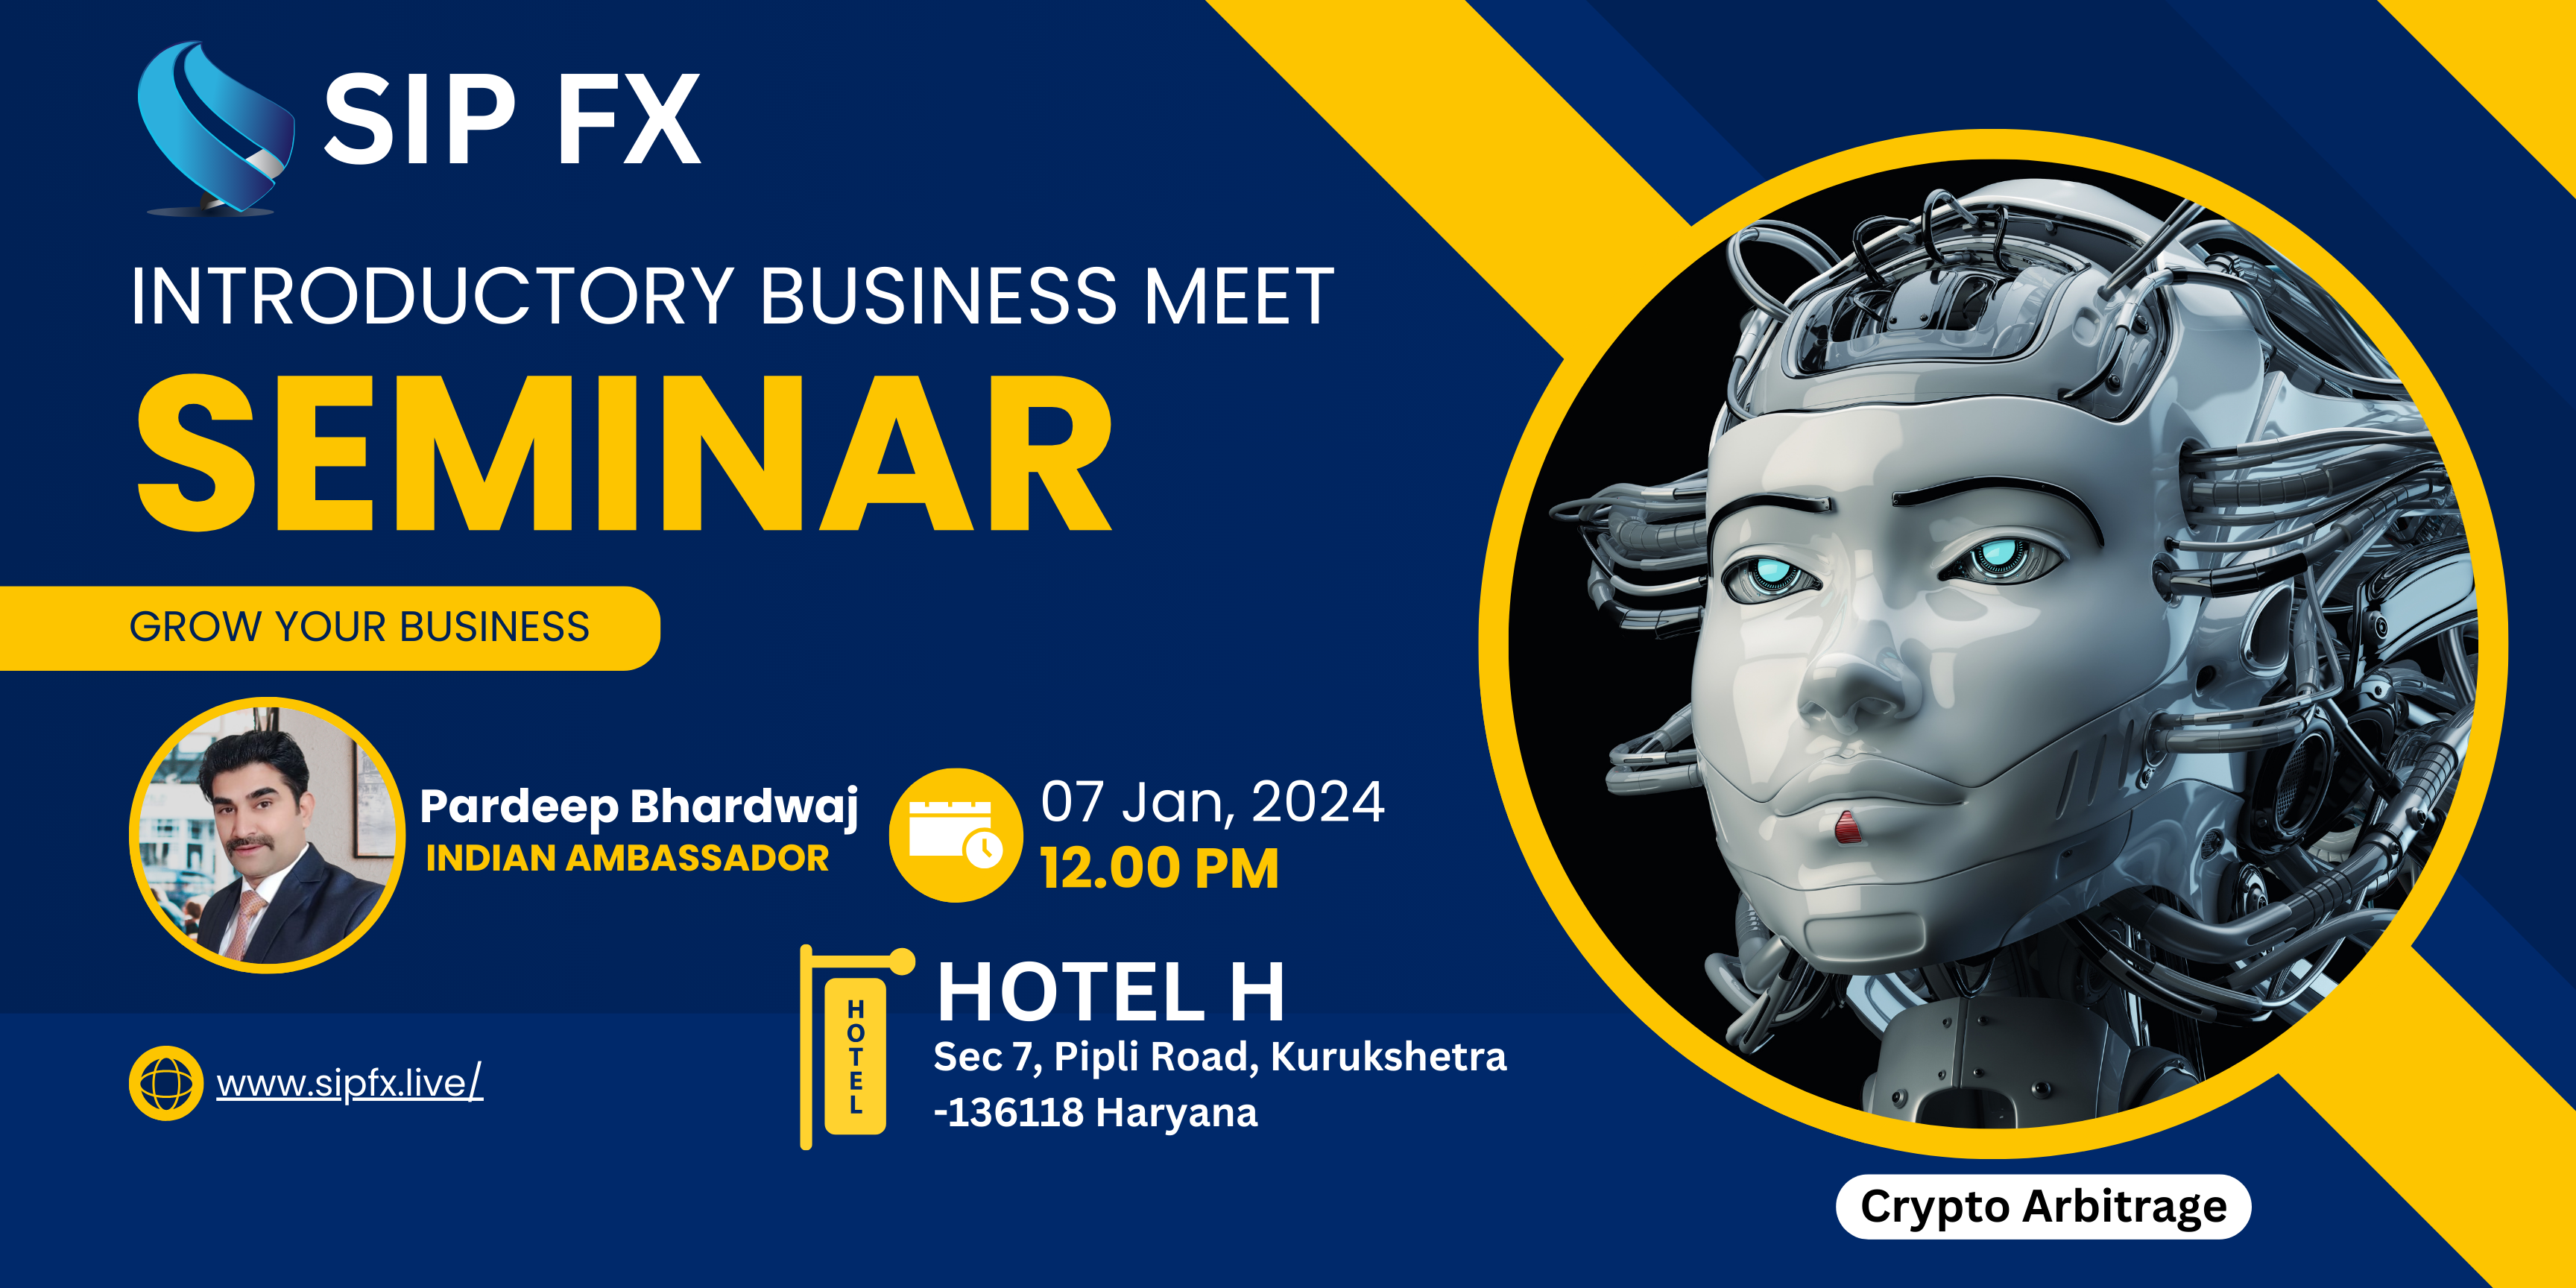 SIP FX
INTRODUCTORY BUSINESS MEET
SEMINAR
GROW YOUR BUSINESS
Pardeep Bhardwaj
INDIAN AMBASSADOR
07 Jan, 2024
12.00 PM
HOTEL
HOTEL H
Sec 7, Pipli Road, Kurukshetra
-136118 Haryana
www.sipfx.live/
Crypto Arbitrage